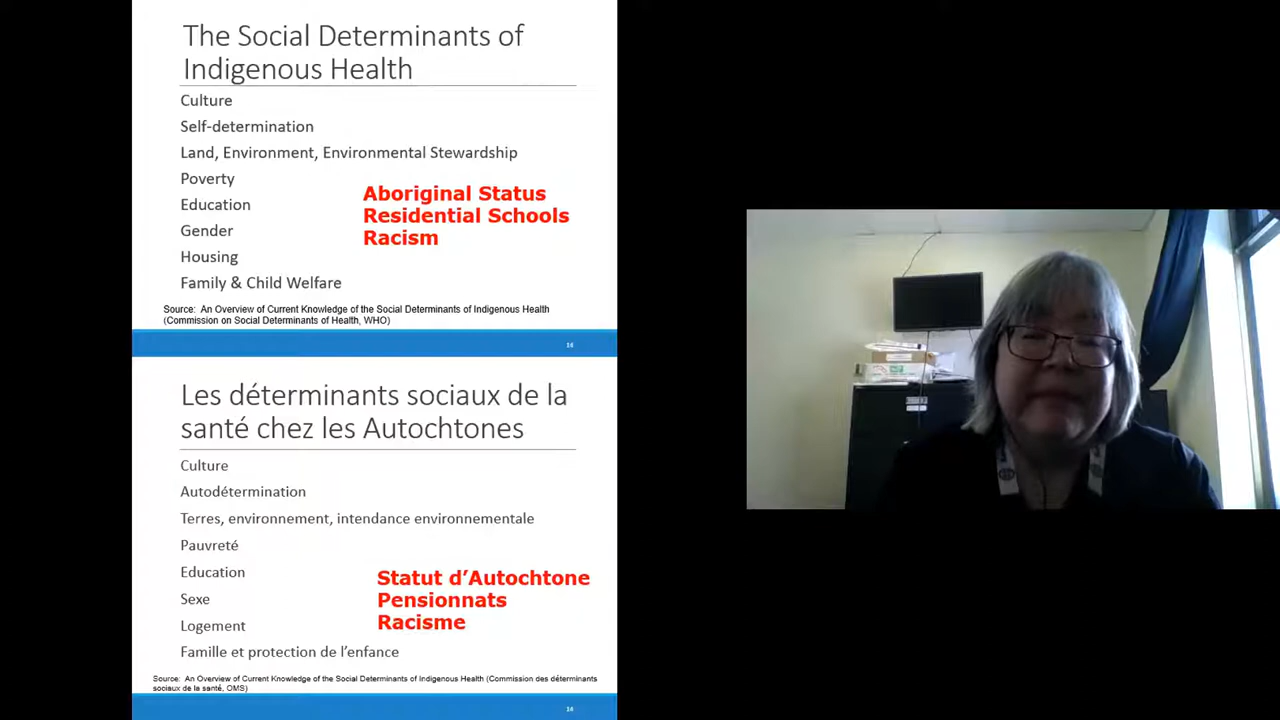 The Social Determinants of
Indigenous Health
Culture
Self-determination
Land, Environment, Environmental Stewardship
Poverty
Education
Gender
Housing
Family & Child Welfare
Aboriginal Status
Residential Schools
Racism
Source: An Overview of Current Knowledge of the Social Determinants of Indigenous Health
(Commission on Social Determinants of Health, WHO)
14
Les déterminants sociaux de la
santé chez les Autochtones
Culture
Autodétermination
Terres, environnement, intendance environnementale
Pauvreté
Education
Sexe
Logement
Famille et protection de l’enfance
Statut d’Autochtone
Pensionnats
Racisme
Source: An Overview of Current Knowledge of the Social Determinants of Indigenous Health (Commission des déterminants
sociaux de la santé, OMS)
14